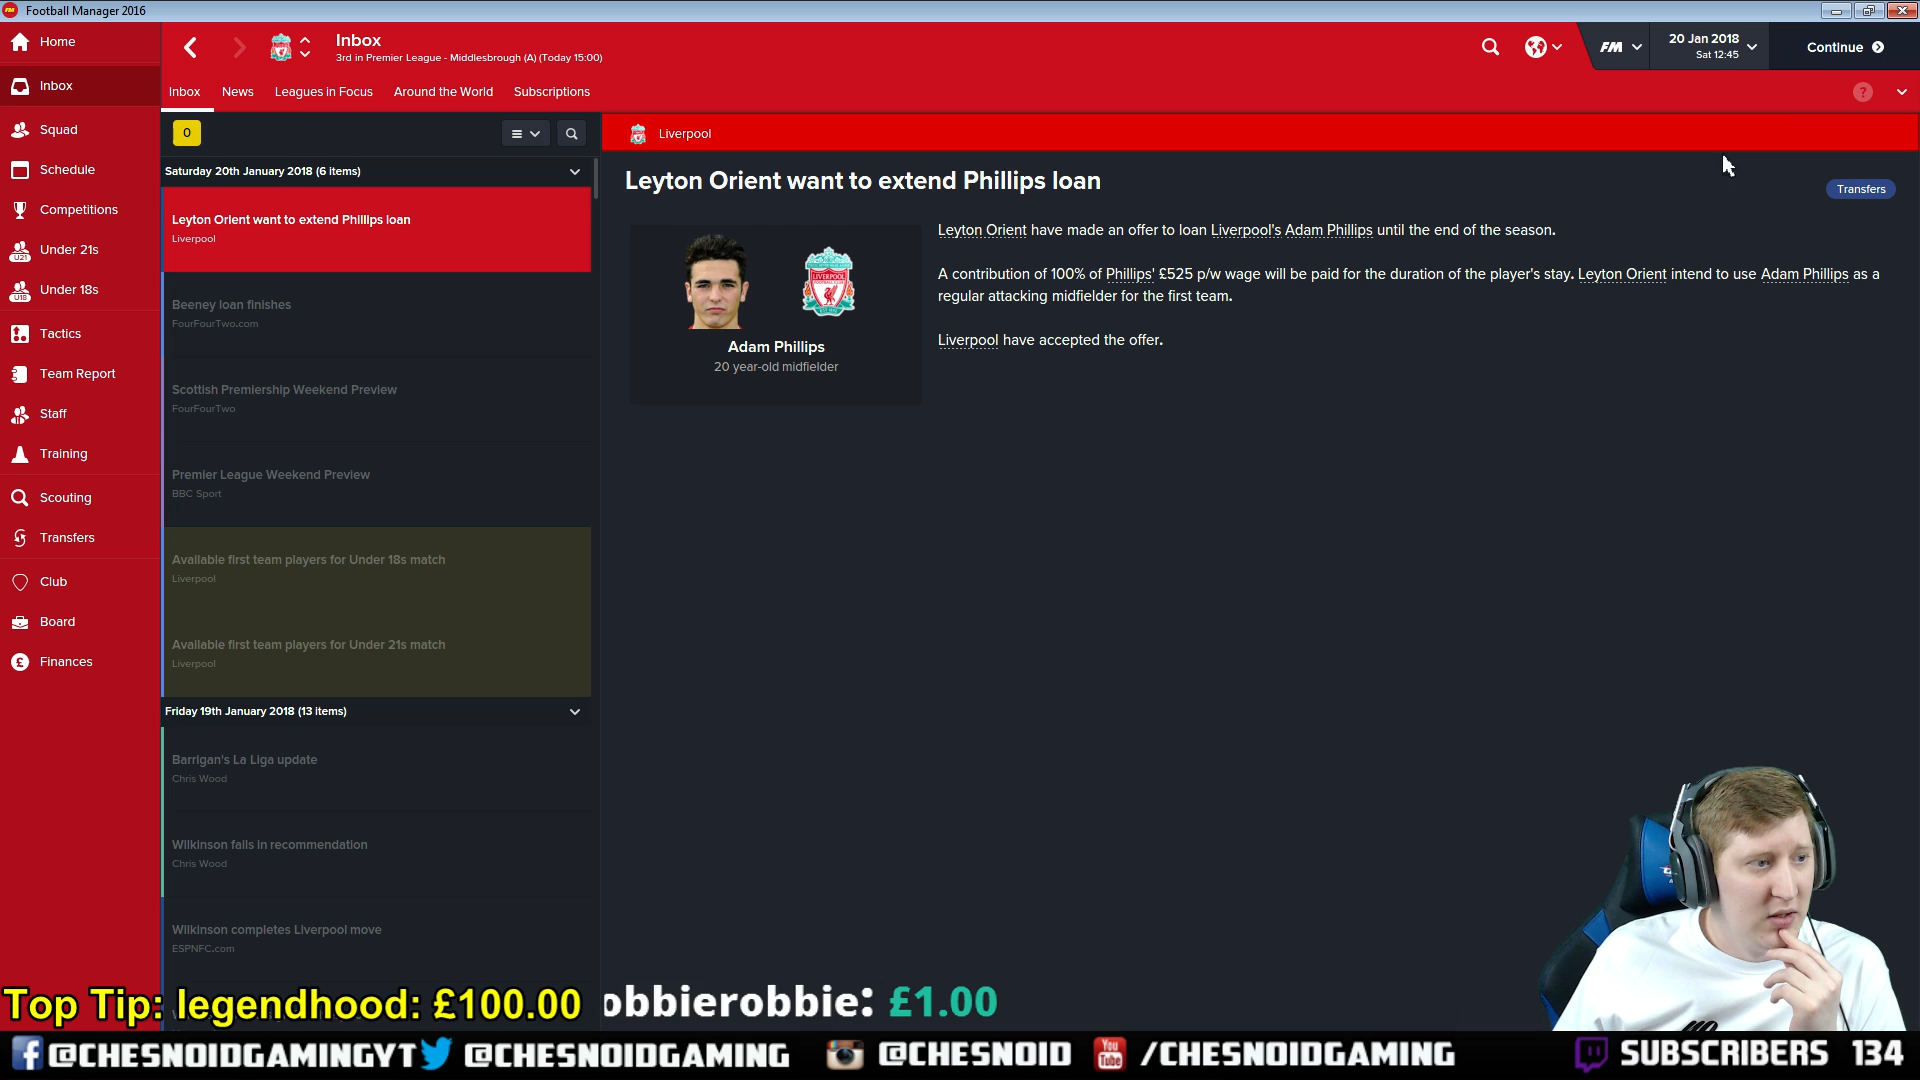 Football Manager 2016
Home
Inbox
Squad
Schedule
Competitions
Under 21s
Under 18s
Tactics
Team Report
Staff
Training
Scouting
Transfers
Club
Board
Finances
Inbox
3rd in Premier League - Middlesbrough (A) (Today 15:00)
FM
20 Jan 2018
Sat 12:45
Continue
Inbox News Leagues in Focus Around the World Subscriptions
?
0
Saturday 20th January 2018 (6 items)
Leyton Orient want to extend Phillips loan
Liverpool
Beeney loan finishes
FourFourTwo.com
Scottish Premiership Weekend Preview
FourFourTwo
Premier League Weekend Preview
BBC Sport
Available first team players for Under 18s match
Liverpool
Available first team players for Under 21s match
Liverpool
Friday 19th January 2018 (13 items)
Barrigan's La Liga update
Chris Wood
Wilkinson fails in recommendation
Chris Wood
Wilkinson completes Liverpool move
ESPNFC.com
Liverpool
Leyton Orient want to extend Phillips loan
Transfers
Adam Phillips
20 year-old midfielder
Leyton Orient have made an offer to loan Liverpool's Adam Phillips until the end of the season.
A contribution of 100% of Phillips' £525 p/w wage will be paid for the duration of the player's stay. Leyton Orient intend to use Adam Phillips as a
regular attacking midfielder for the first team.
Liverpool have accepted the offer.
Top Tip: legendhood: £100.00 obbierobbie: £1.00
@CHESNOIDGAMINGYT @CHESNOIDGAMING @CHESNOID You Tube /CHESNOIDGAMING SUBSCRIBERS 134